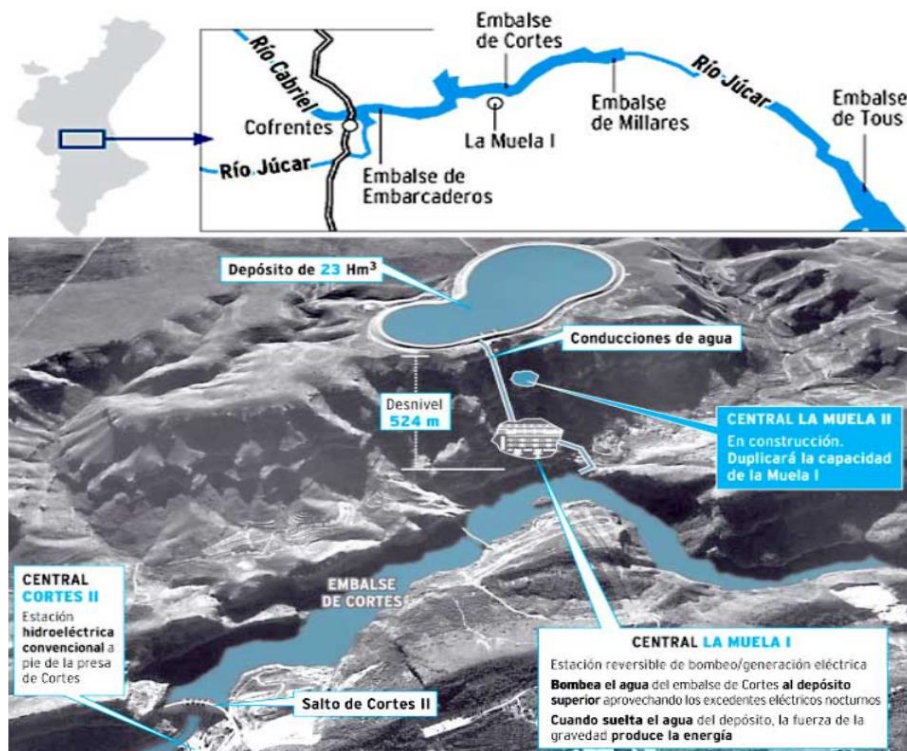 Río Cabriel
Cofrentes
Río Júcar
Embalse de
Embarcaderos
Embalse
de Cortes
La Muela I
Embalse
de Millares
Río Júcar
Embalse
de Tous
Depósito de 23 Hm³
Conducciones de agua
Desnivel
524 m
CENTRAL LA MUELA II
En construcción.
Duplicará la capacidad
de la Muela I
EMBALSE
DE CORTES
CENTRAL
CORTES II
Estación
hidroeléctrica
convencional a
pie de la presa
de Cortes
Salto de Cortes II
CENTRAL LA MUELA I
Estación reversible de bombeo/generación eléctrica
Bombea el agua del embalse de Cortes al depósito
superior aprovechando los excedentes eléctricos nocturnos
Cuando suelta el agua del depósito, la fuerza de la
gravedad produce la energía